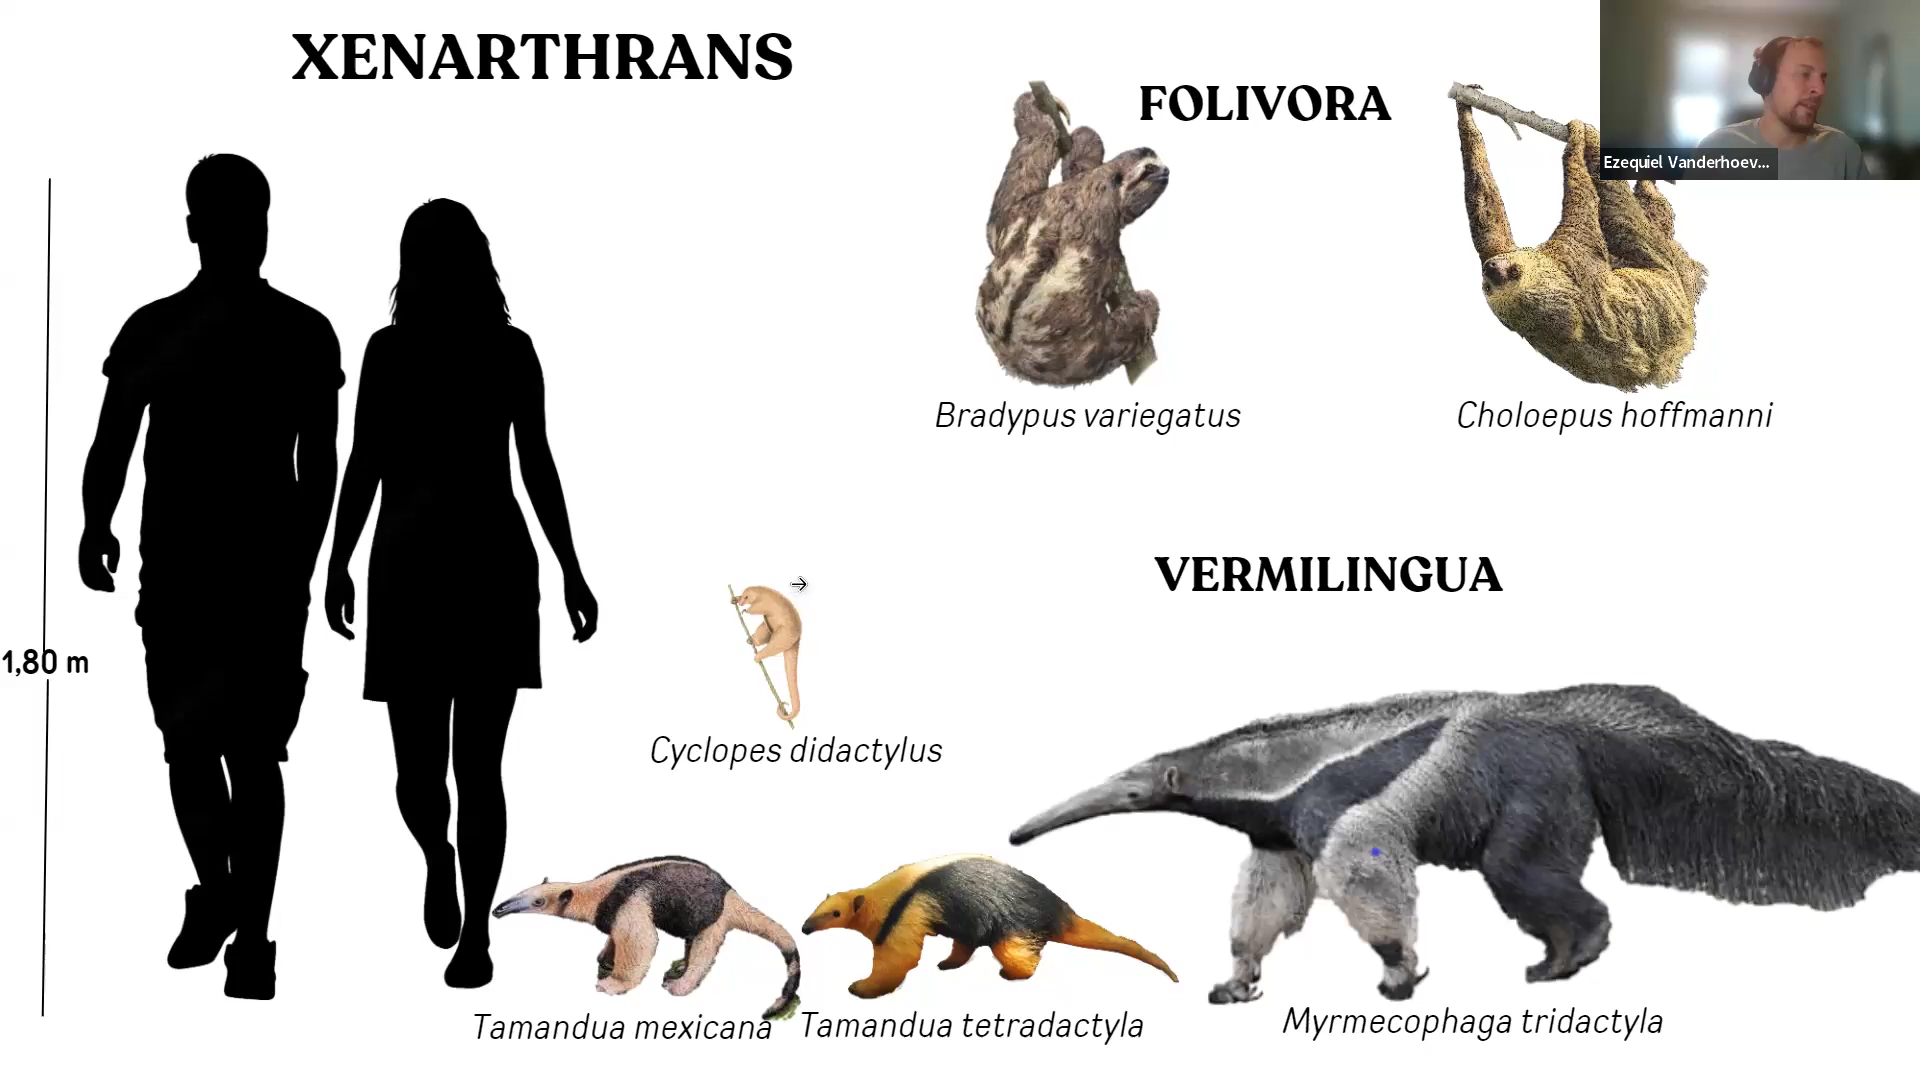 XENARTHRANS
FOLIVORA
Ezequiel Vanderhoev...
Bradypus variegatus
Choloepus hoffmanni
VERMILINGUA
1,80 m
Cyclopes didactylus
Tamandua mexicana
Tamandua tetradactyla
Myrmecophaga tridactyla